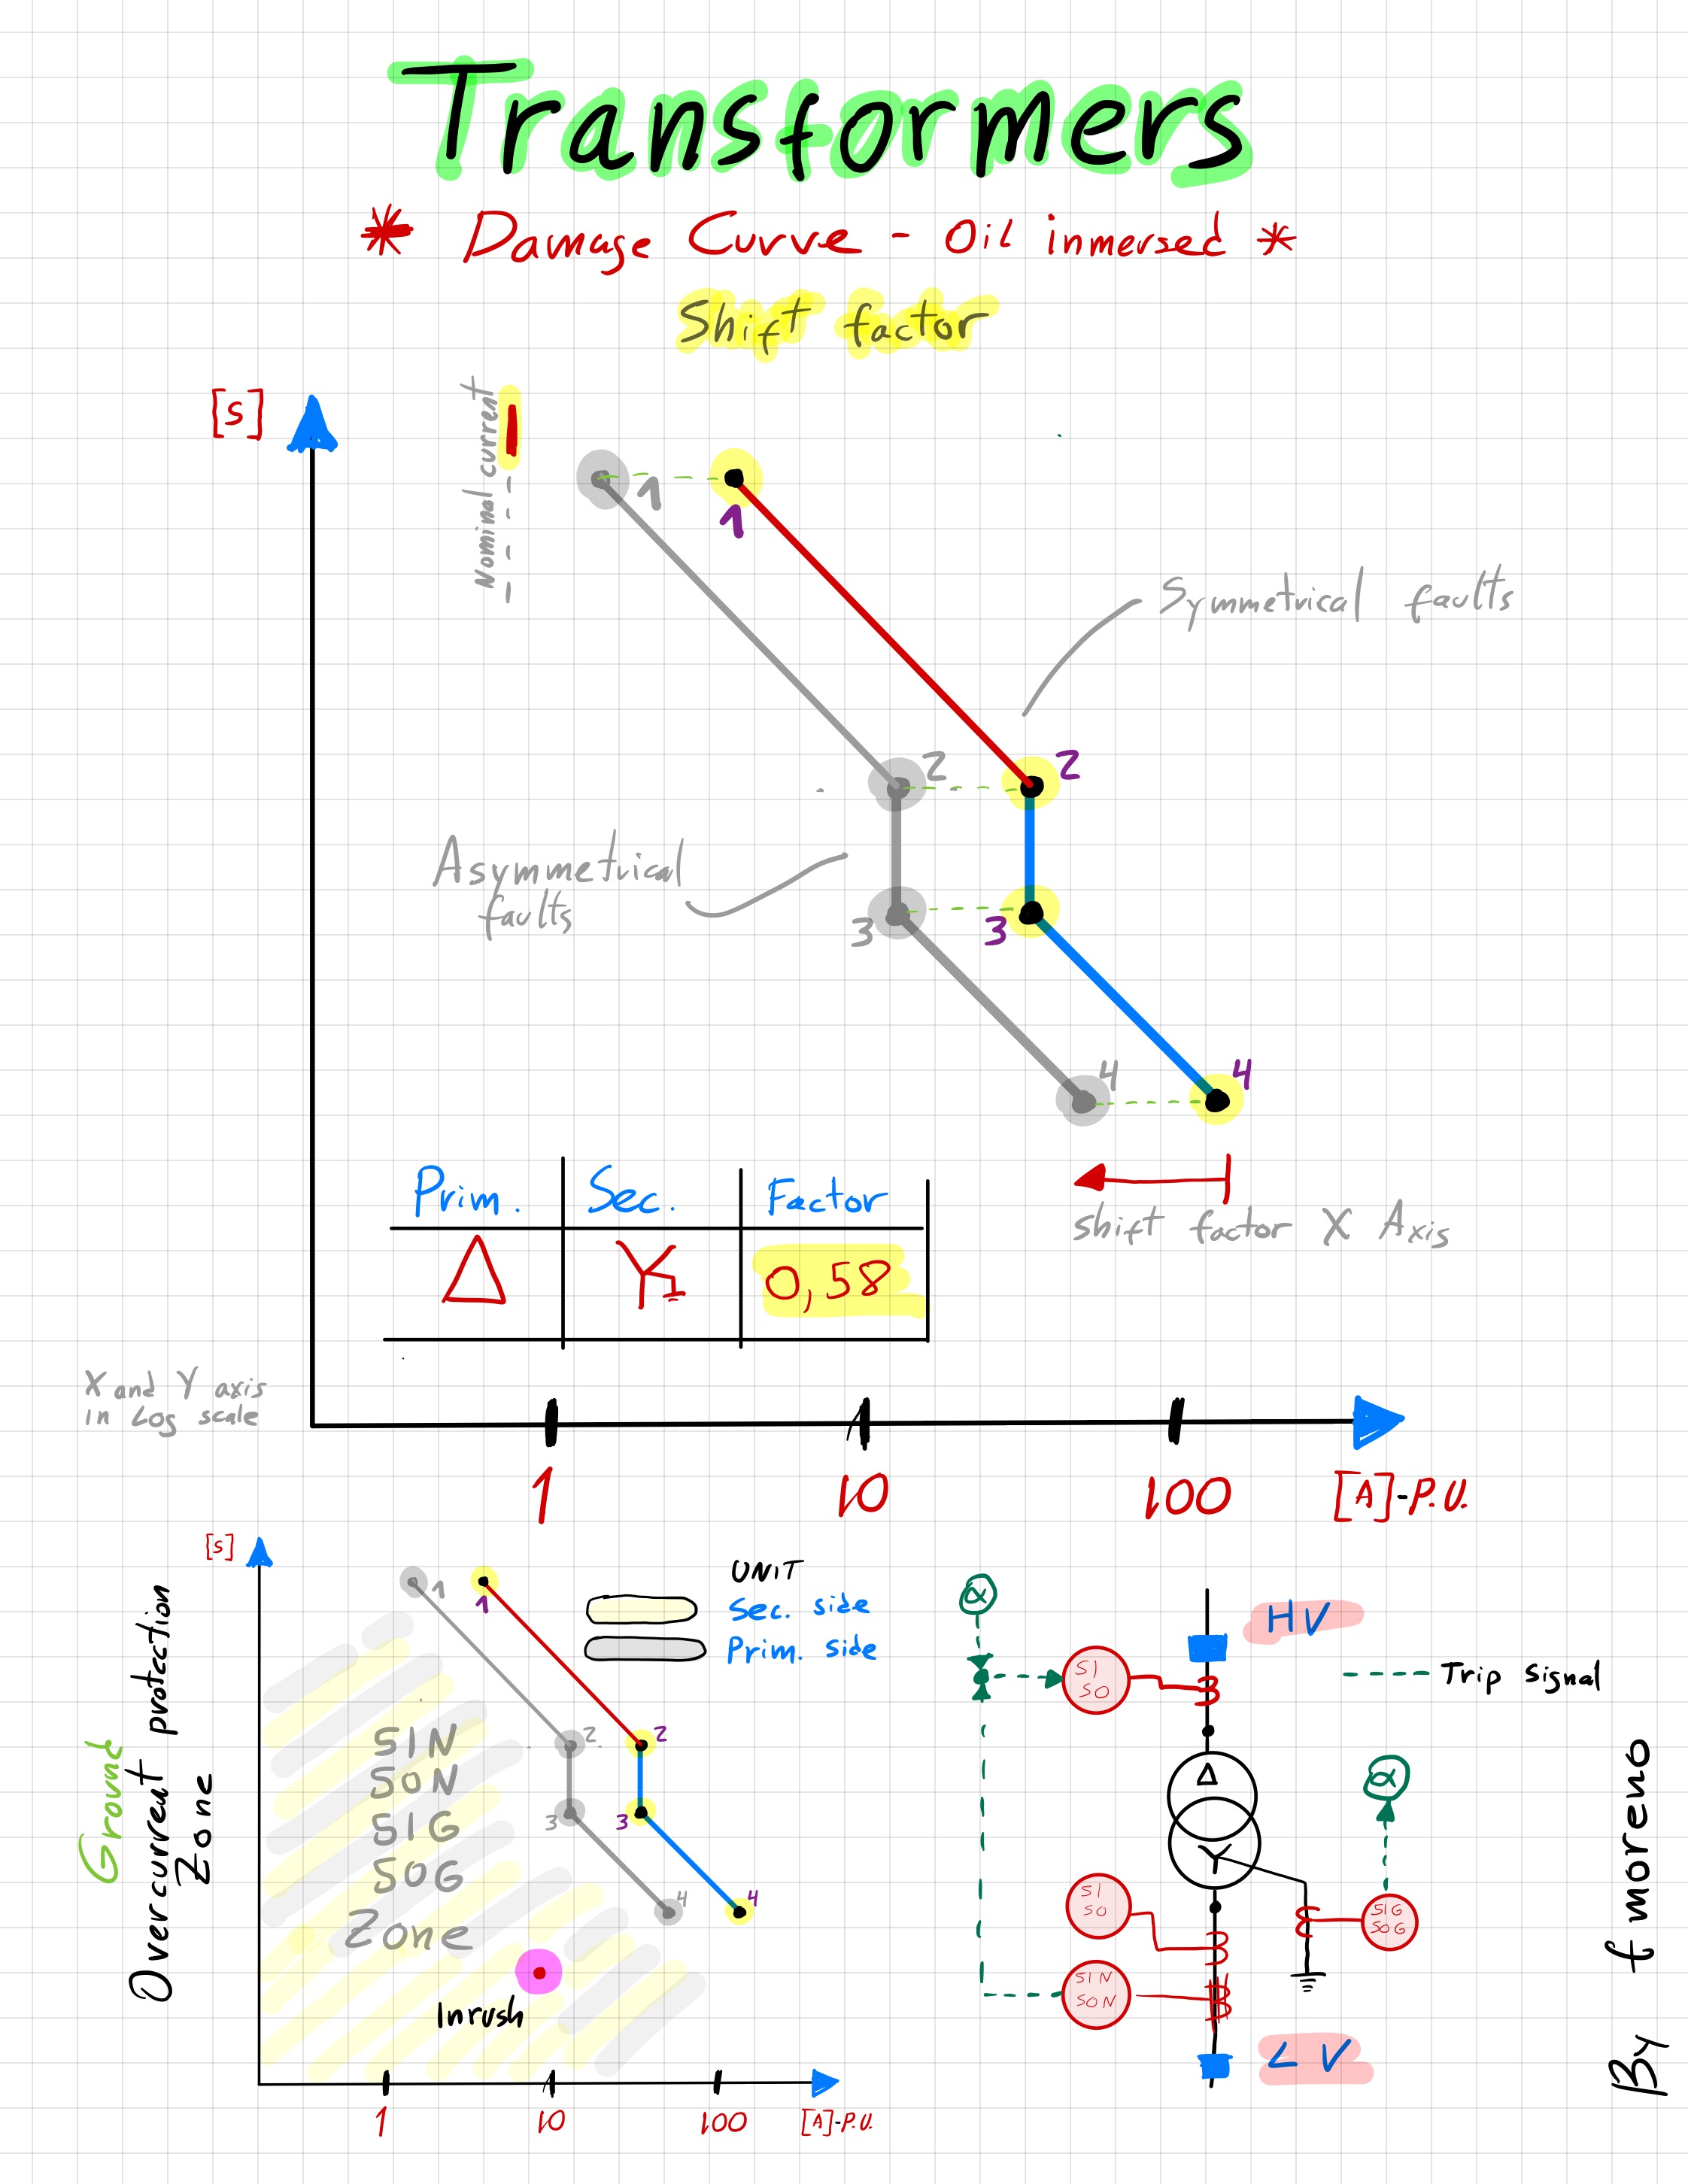 Transformers
* Damage Curve - Oil inmersed *
Shift factor
[s]
Nominal current
1
1
Symmetrical faults
2
2
Asymmetrical
faults
3
3
4
4
Prim. Sec. Factor
Δ Y 0,58
shift factor X Axis
X and Y axis
in Log scale
1 10 100 [A]-P.U.
[s]
Ground
Overcurrent protection
Zone
1
1
UNIT
Sec. side
Prim. side
51N
50N
51G
50G
Zone
2
2
3
3
4
4
Inrush
1 10 100 [A]-P.U.
α
HV
51
50
Trip Signal
Δ
α
Y
51
50
51G
50G
51N
50N
LV
By f moreno